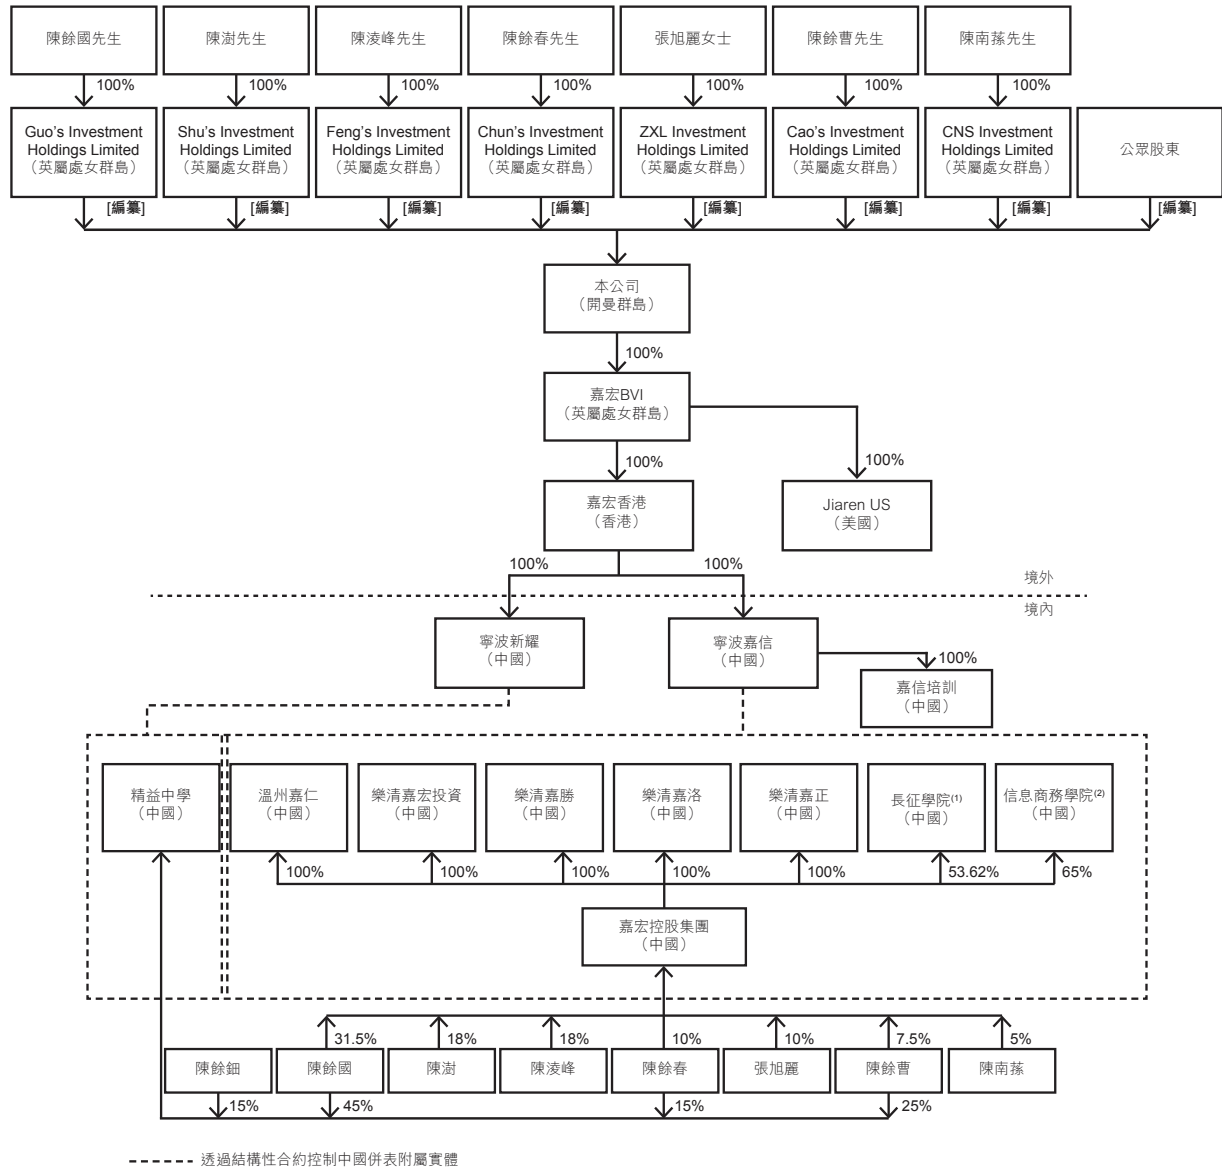 陳餘國先生
陳澍先生
陳淩峰先生
陳餘春先生
張旭麗女士
陳餘曹先生
陳南蓀先生
100%
100%
100%
100%
100%
100%
100%
Guo's Investment
Holdings Limited
（英屬處女群島）
Shu's Investment
Holdings Limited
（英屬處女群島）
Feng's Investment
Holdings Limited
（英屬處女群島）
Chun's Investment
Holdings Limited
（英屬處女群島）
ZXL Investment
Holdings Limited
（英屬處女群島）
Cao's Investment
Holdings Limited
（英屬處女群島）
CNS Investment
Holdings Limited
（英屬處女群島）
公眾股東
[編纂]
[編纂]
[編纂]
[編纂]
[編纂]
[編纂]
[編纂]
[編纂]
本公司
（開曼群島）
100%
嘉宏BVI
（英屬處女群島）
100%
100%
嘉宏香港
（香港）
Jiaren US
（美國）
100%
100%
境外
境內
寧波新耀
（中國）
寧波嘉信
（中國）
100%
嘉信培訓
（中國）
精益中學
（中國）
溫州嘉仁
（中國）
樂清嘉宏投資
（中國）
樂清嘉勝
（中國）
樂清嘉洛
（中國）
樂清嘉正
（中國）
長征學院(1)
（中國）
信息商務學院(2)
（中國）
100%
100%
100%
100%
100%
53.62%
65%
嘉宏控股集團
（中國）
31.5%
18%
18%
10%
10%
7.5%
5%
陳餘鈿
陳餘國
陳澍
陳淩峰
陳餘春
張旭麗
陳餘曹
陳南蓀
15%
45%
15%
25%
透過結構性合約控制中國併表附屬實體